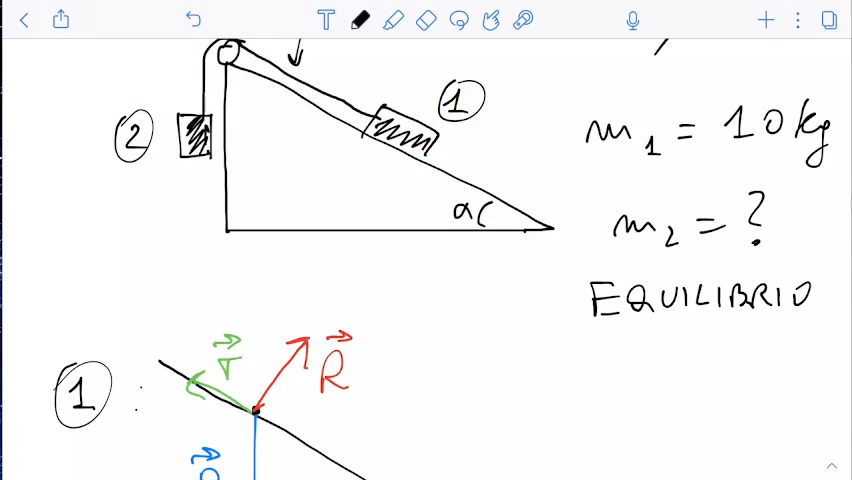 ①
②
α
m₁ = 10 kg
m₂ = ?
EQUILIBRIO
① :
T⃗
R⃗